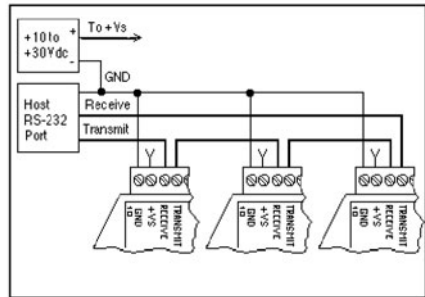 +10 to
+30Vdc
+
-
To +Vs
GND
Host
RS-232
Port
Receive
Transmit
GND
+VS
RECEIVE
TRANSMIT
GND
+VS
RECEIVE
TRANSMIT
GND
+VS
RECEIVE
TRANSMIT